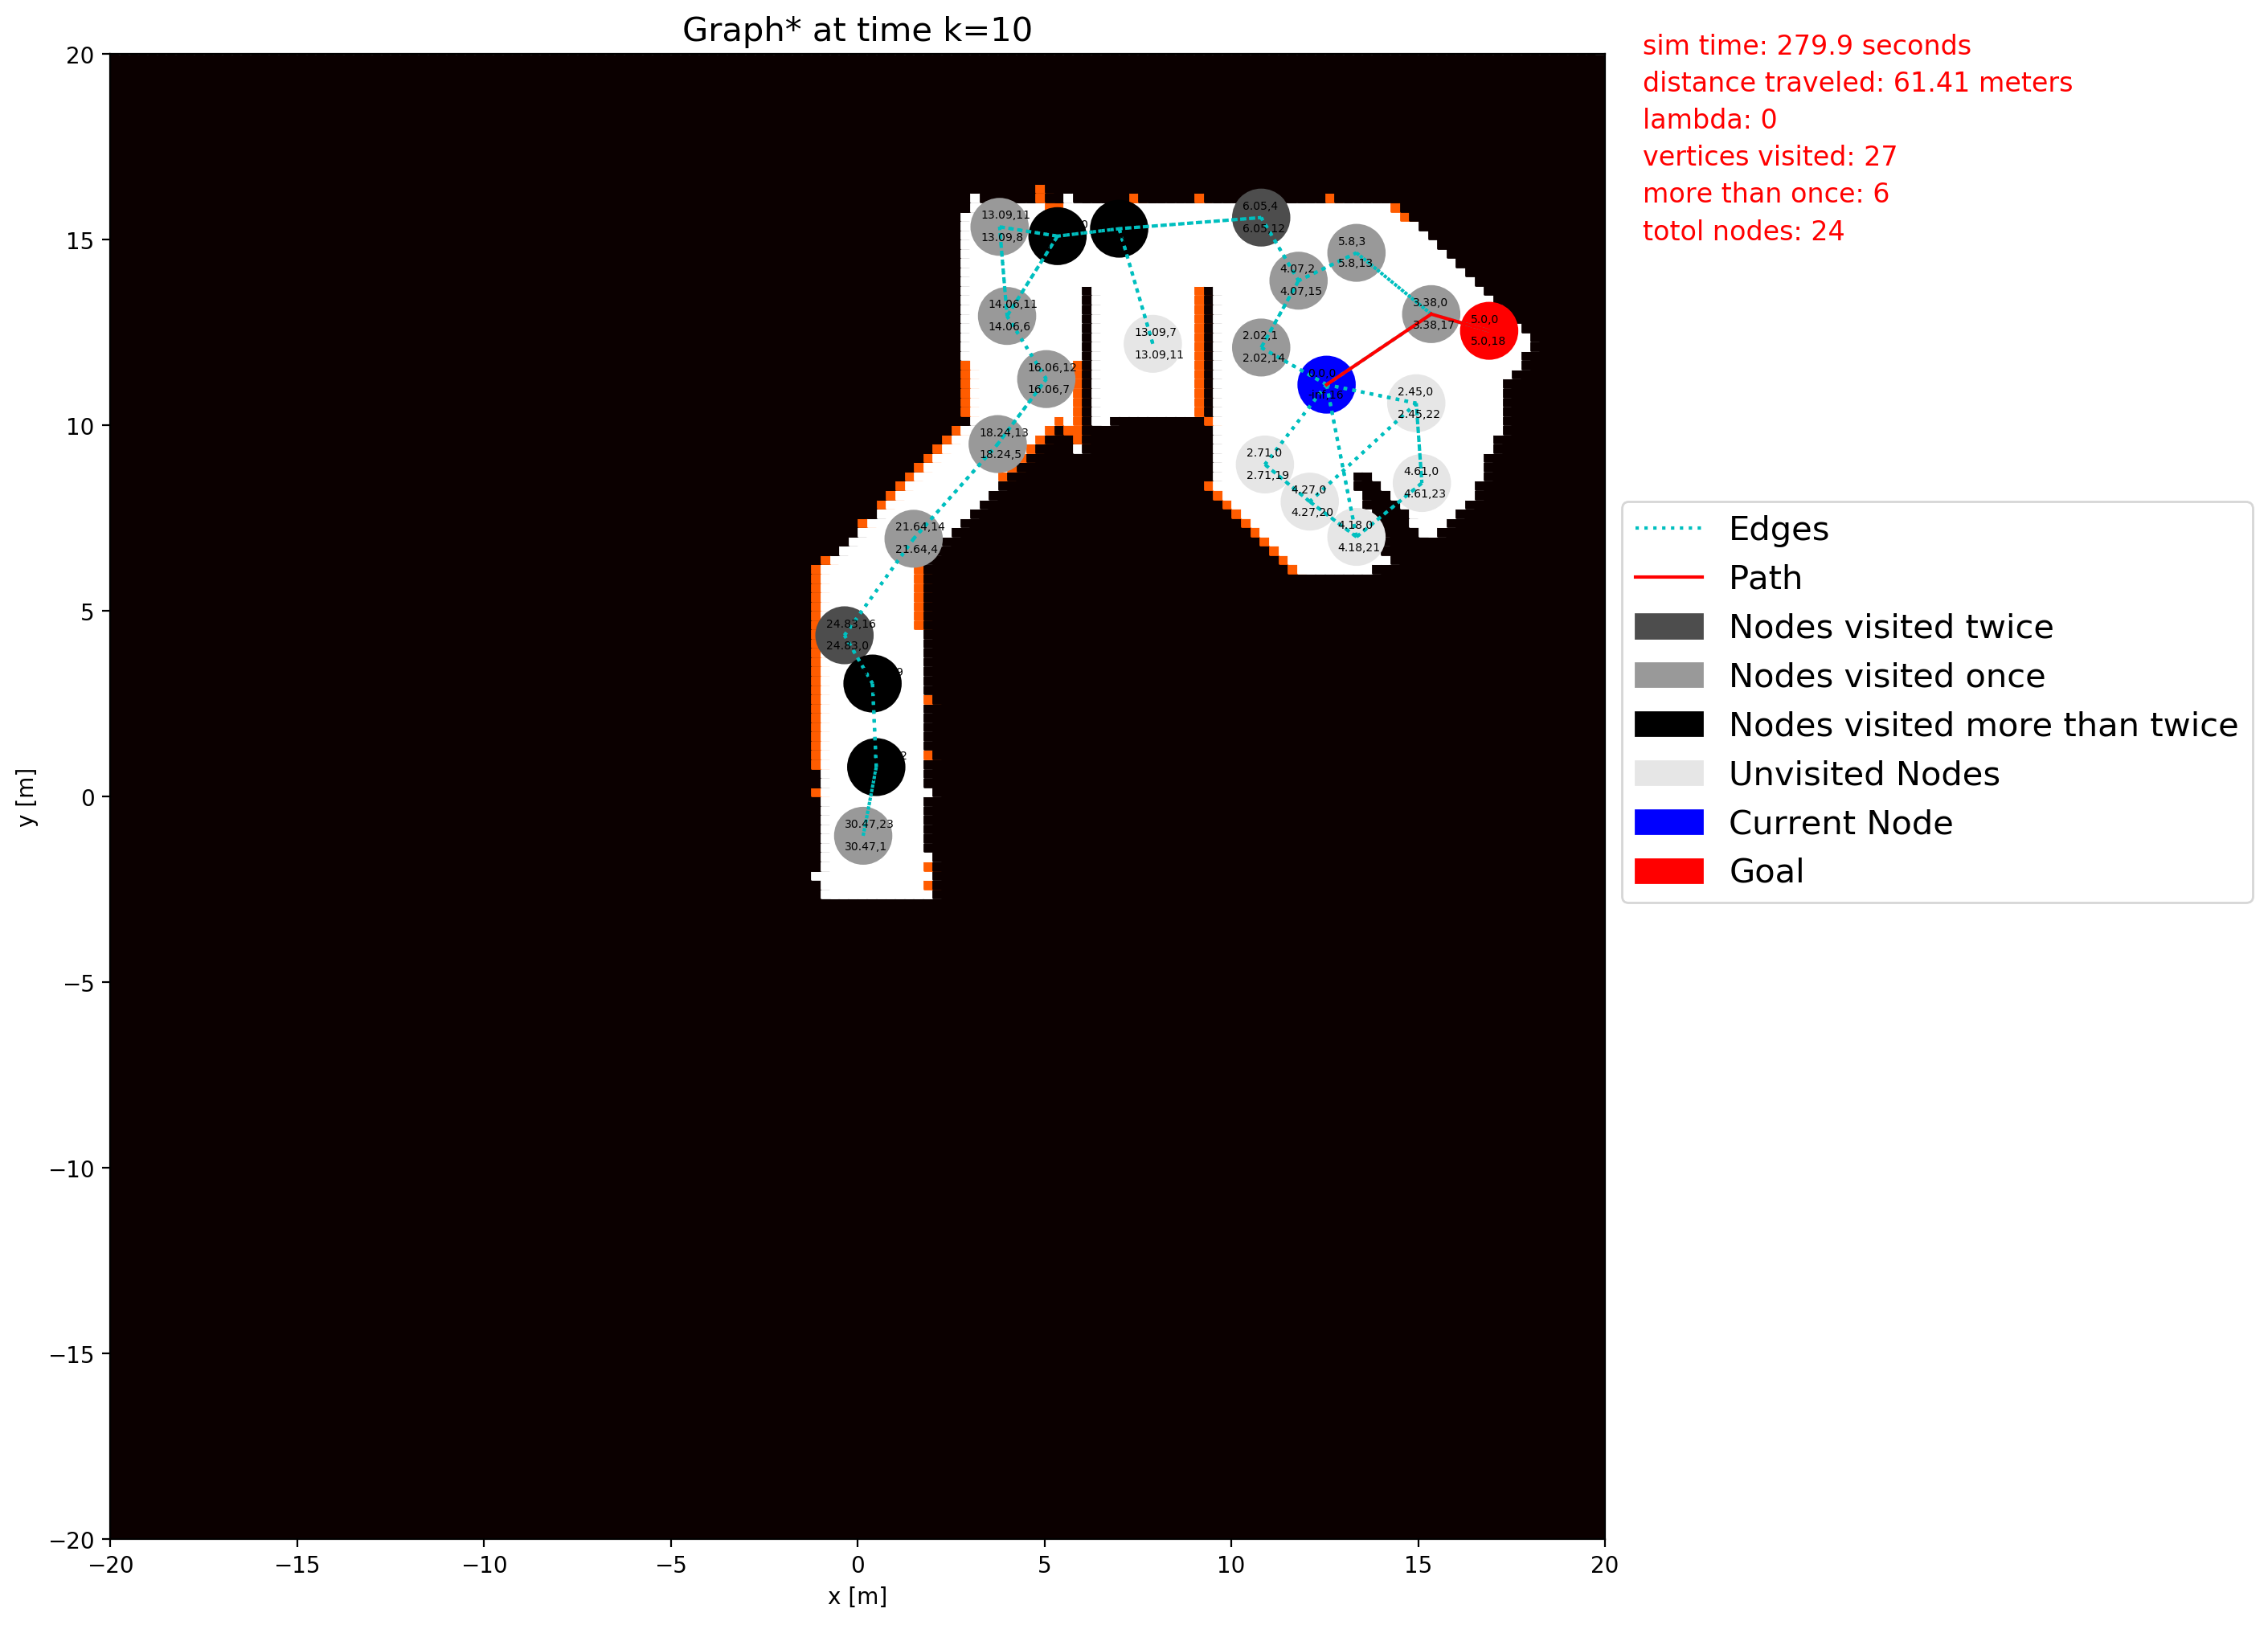 Graph* at time k=10
sim time: 279.9 seconds
distance traveled: 61.41 meters
lambda: 0
vertices visited: 27
more than once: 6
totol nodes: 24
20
15
10
5
0
−5
−10
−15
−20
y [m]
−20 −15 −10 −5 0 5 10 15 20
x [m]
13.09,11
13.09,8
6.05,4
6.05,12
5.8,3
5.8,13
4.07,2
4.07,15
14.06,11
14.06,6
3.38,0
3.38,17
5.0,0
5.0,18
13.09,7
13.09,11
2.02,1
2.02,14
16.06,12
16.06,7
2.45,0
2.45,22
18.24,13
18.24,5
2.71,0
2.71,19
4.61,0
4.61,23
4.27,0
4.27,20
4.18,0
4.18,21
21.64,14
21.64,4
24.83,16
24.83,0
30.47,23
30.47,1
Edges
Path
Nodes visited twice
Nodes visited once
Nodes visited more than twice
Unvisited Nodes
Current Node
Goal